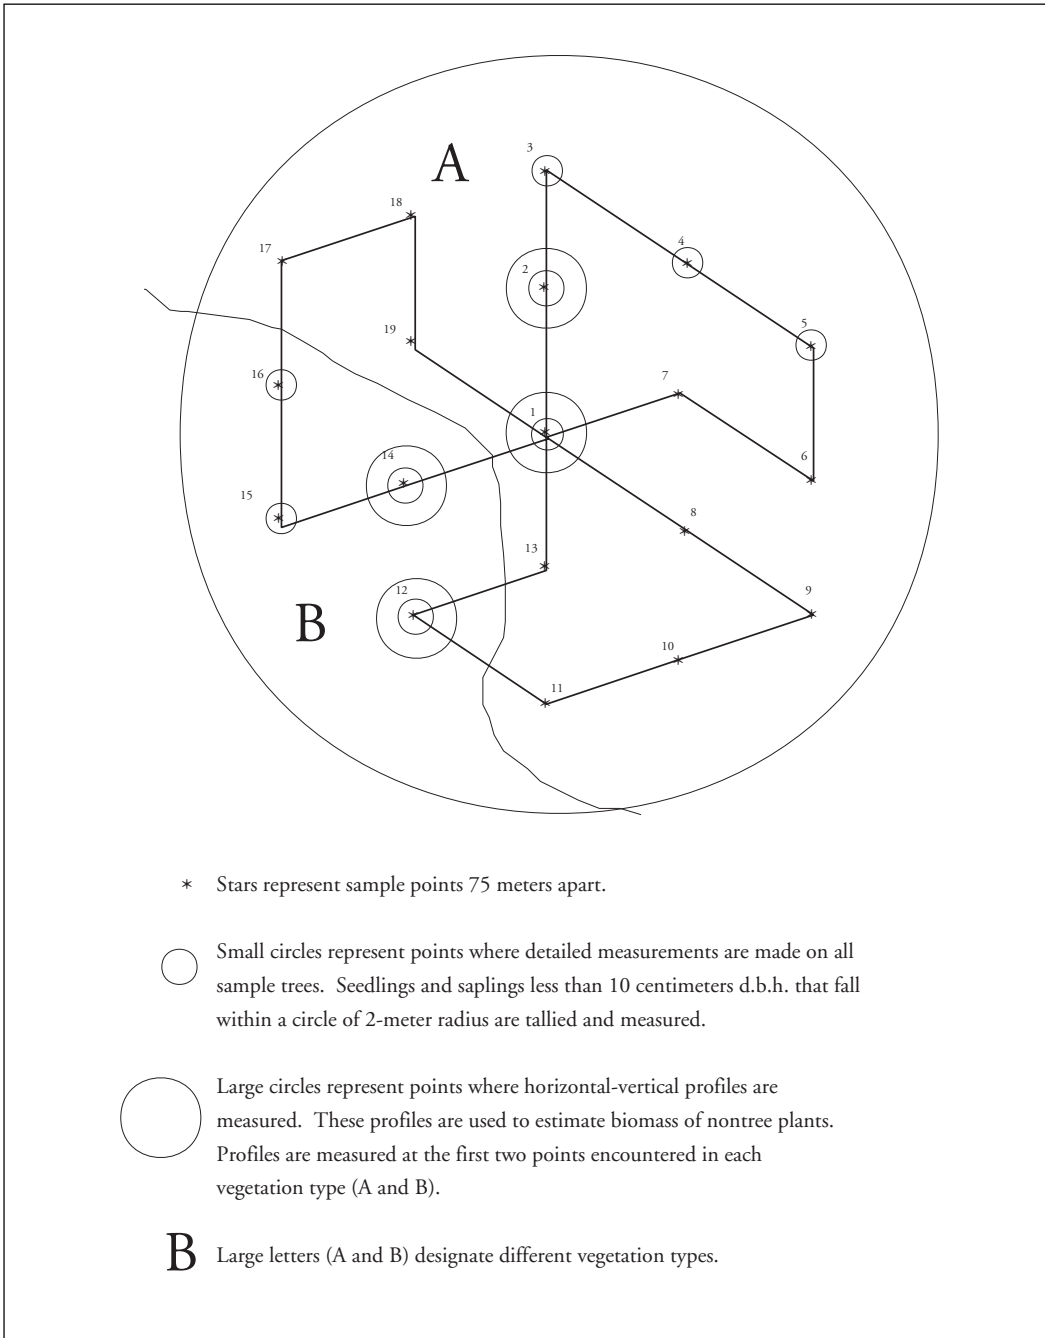 A
3
18
4
17
2
5
19
7
16
1
14
6
15
8
13
12
9
B
10
11
* Stars represent sample points 75 meters apart.
Small circles represent points where detailed measurements are made on all
sample trees. Seedlings and saplings less than 10 centimeters d.b.h. that fall
within a circle of 2-meter radius are tallied and measured.
Large circles represent points where horizontal-vertical profiles are
measured. These profiles are used to estimate biomass of nontree plants.
Profiles are measured at the first two points encountered in each
vegetation type (A and B).
B Large letters (A and B) designate different vegetation types.